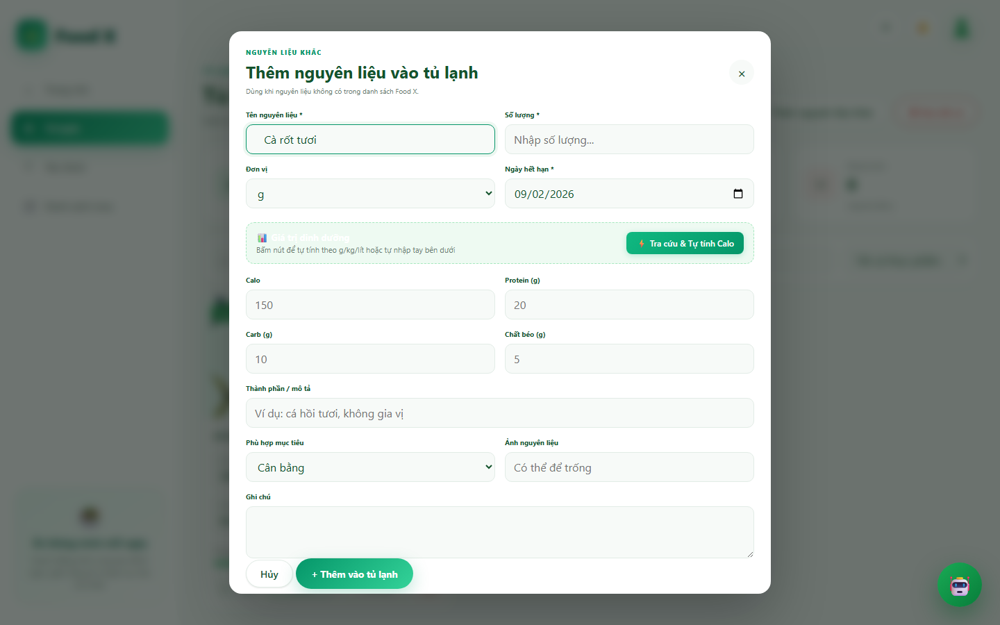 Food X
NGUYÊN LIỆU KHÁC
Thêm nguyên liệu vào tủ lạnh
×
Dùng khi nguyên liệu không có trong danh sách Food X.
Tên nguyên liệu *
Số lượng *
Cà rốt tươi
Nhập số lượng...
Đơn vị
Ngày hết hạn *
g
09/02/2026
Giá trị dinh dưỡng
Bấm nút để tự tính theo g/kg/lít hoặc tự nhập tay bên dưới
Tra cứu & Tự tính Calo
Calo
Protein (g)
150
20
Carb (g)
Chất béo (g)
10
5
Thành phần / mô tả
Ví dụ: cá hồi tươi, không gia vị
Phù hợp mục tiêu
Ảnh nguyên liệu
Cân bằng
Có thể để trống
Ghi chú
Hủy
+ Thêm vào tủ lạnh